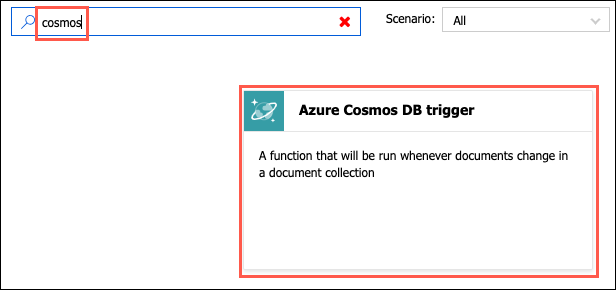 cosmos
Scenario:
All
Azure Cosmos DB trigger
A function that will be run whenever documents change in
a document collection